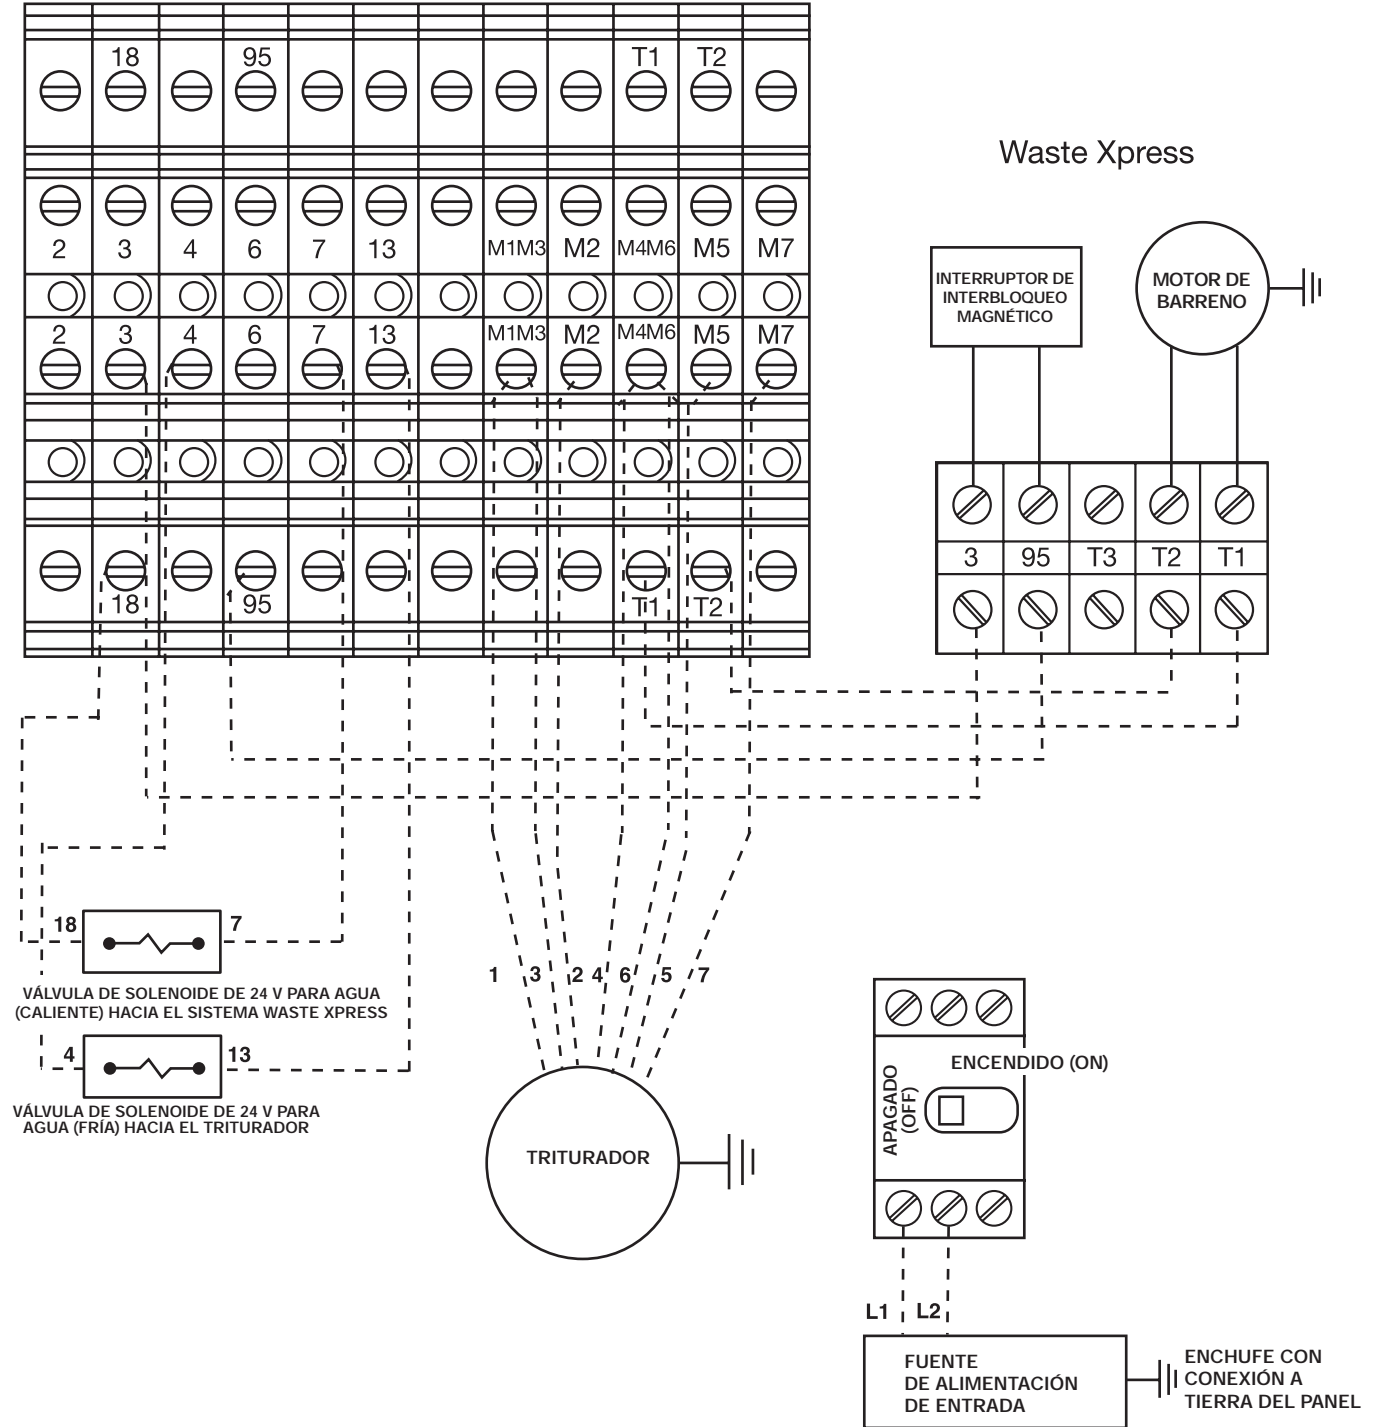 18 95 T1 T2
Waste Xpress
2 3 4 6 7 13 M1M3 M2 M4M6 M5 M7
INTERRUPTOR DE
INTERBLOQUEO
MAGNÉTICO
MOTOR DE
BARRENO
2 3 4 6 7 13 M1M3 M2 M4M6 M5 M7
3 95 T3 T2 T1
18 95 T1 T2
18 7
VÁLVULA DE SOLENOIDE DE 24 V PARA AGUA
(CALIENTE) HACIA EL SISTEMA WASTE XPRESS
1 3 2 4 6 5 7
4 13
VÁLVULA DE SOLENOIDE DE 24 V PARA
AGUA (FRÍA) HACIA EL TRITURADOR
TRITURADOR
ENCENDIDO (ON)
APAGADO
(OFF)
L1 L2
FUENTE
DE ALIMENTACIÓN
DE ENTRADA
ENCHUFE CON
CONEXIÓN A
TIERRA DEL PANEL